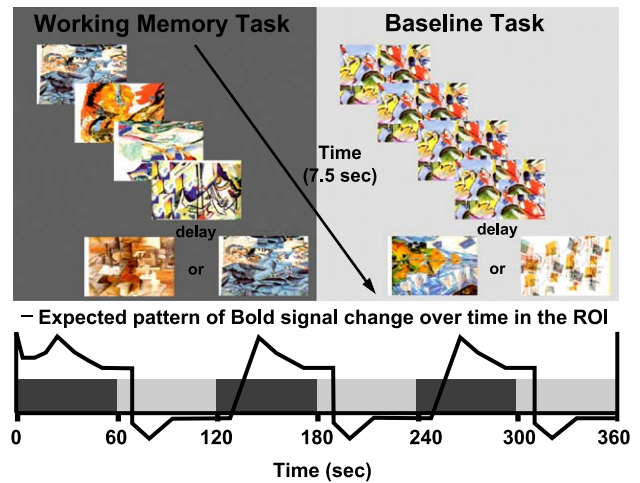 Working Memory Task
Baseline Task
Time
(7.5 sec)
delay
or
delay
or
– Expected pattern of Bold signal change over time in the ROI
0 60 120 180 240 300 360
Time (sec)